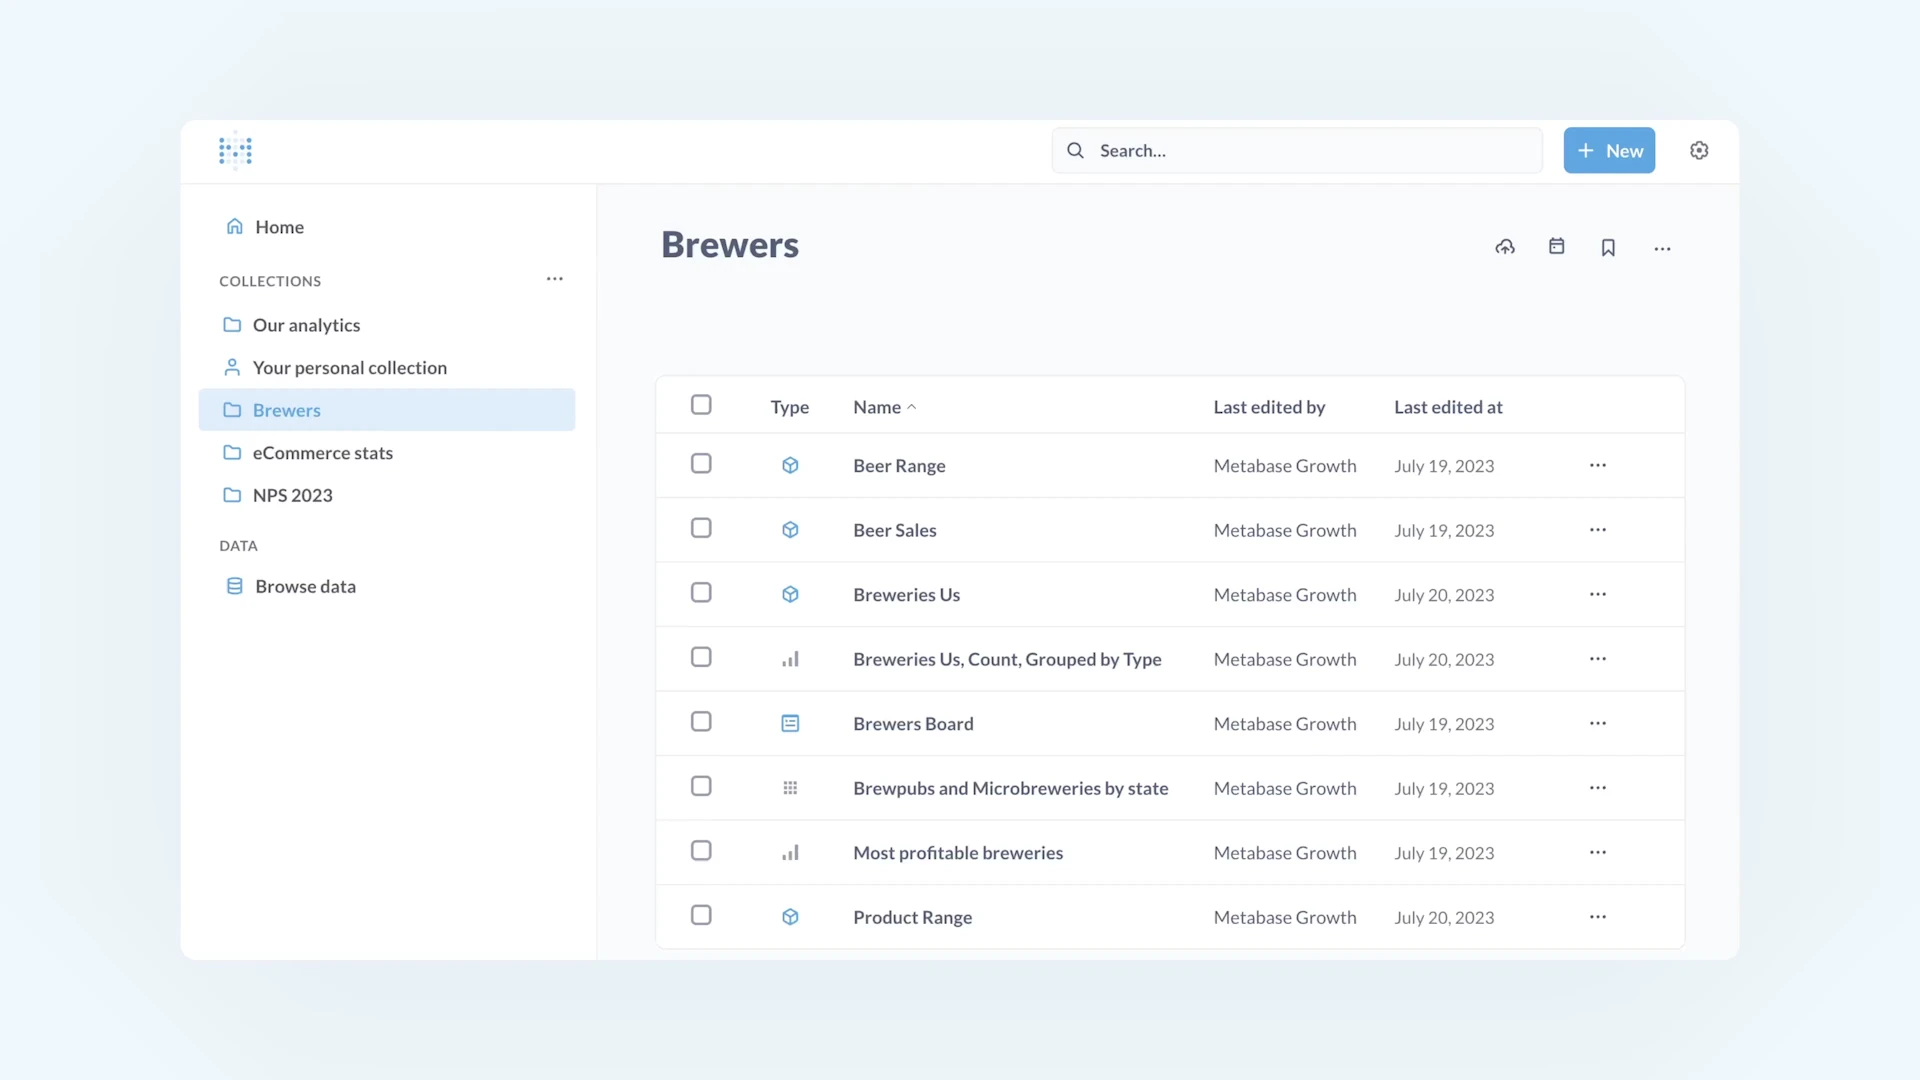 Search...
+ New
Home
COLLECTIONS
Our analytics
Your personal collection
Brewers
eCommerce stats
NPS 2023
DATA
Browse data
Brewers
Type Name Last edited by Last edited at
Beer Range Metabase Growth July 19, 2023
Beer Sales Metabase Growth July 19, 2023
Breweries Us Metabase Growth July 20, 2023
Breweries Us, Count, Grouped by Type Metabase Growth July 20, 2023
Brewers Board Metabase Growth July 19, 2023
Brewpubs and Microbreweries by state Metabase Growth July 19, 2023
Most profitable breweries Metabase Growth July 19, 2023
Product Range Metabase Growth July 20, 2023